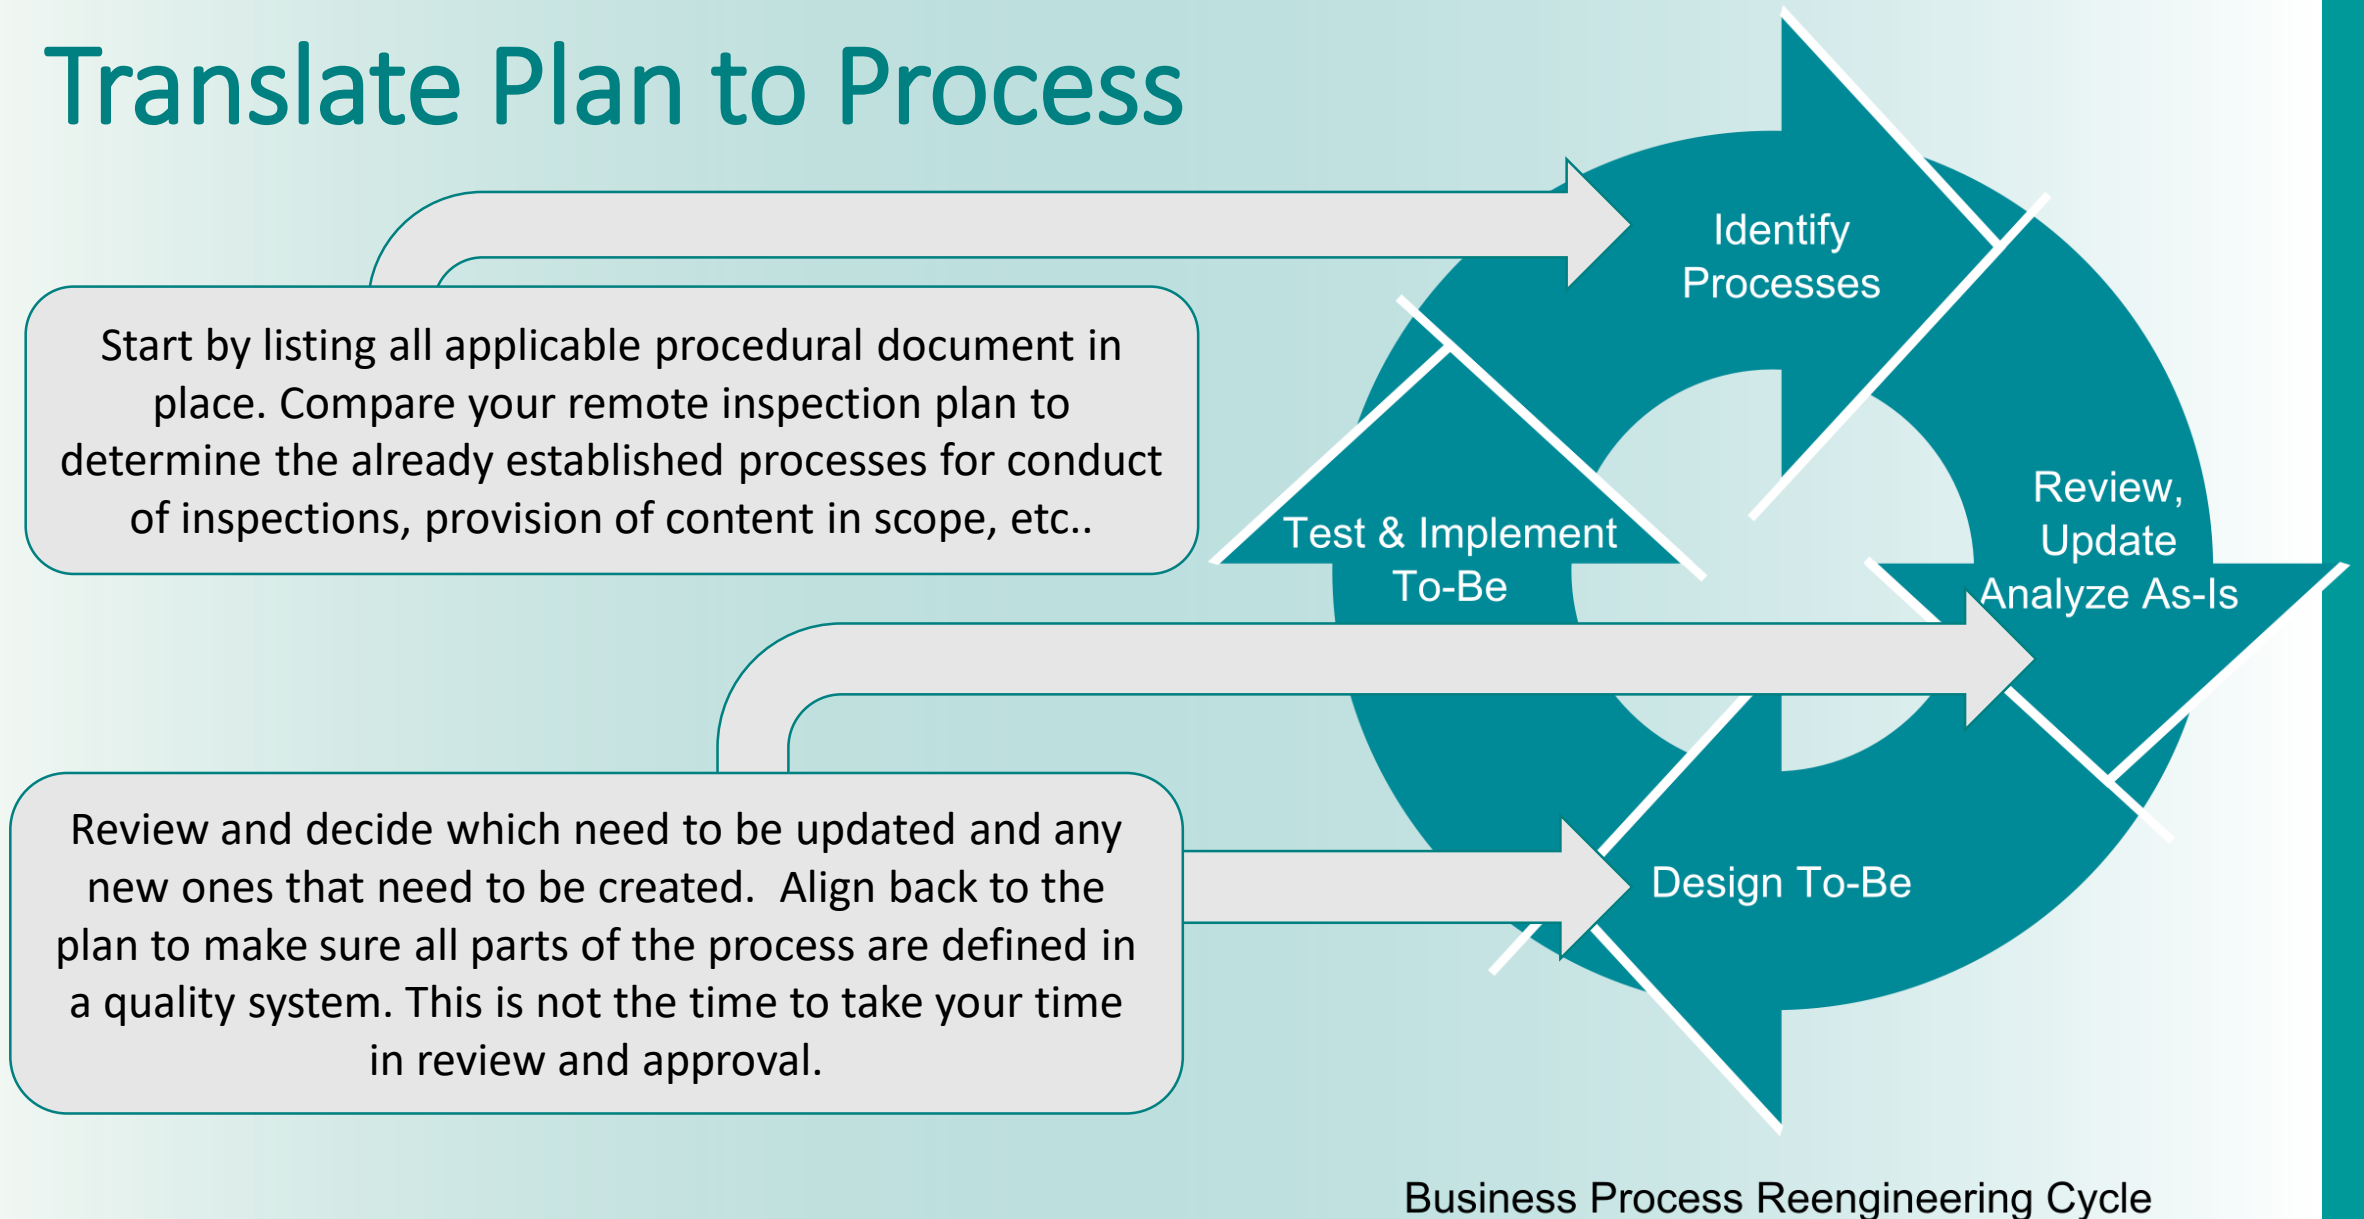 Translate Plan to Process
Start by listing all applicable procedural document in
place. Compare your remote inspection plan to
determine the already established processes for conduct
of inspections, provision of content in scope, etc..
Review and decide which need to be updated and any
new ones that need to be created.  Align back to the
plan to make sure all parts of the process are defined in
a quality system. This is not the time to take your time
in review and approval.
Identify
Processes
Review,
Update
Analyze As-Is
Design To-Be
Test & Implement
To-Be
Business Process Reengineering Cycle